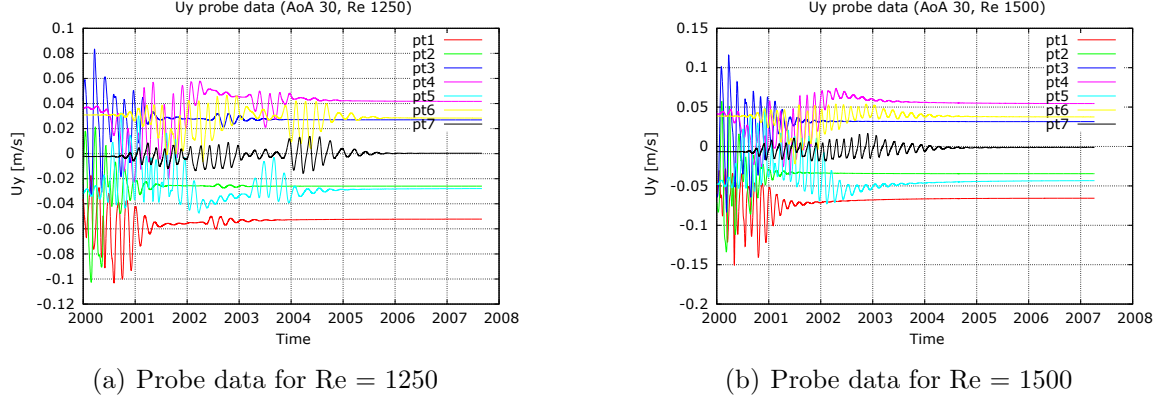 Uy probe data (AoA 30, Re 1250)
Uy [m/s]
0.1
0.08
0.06
0.04
0.02
0
-0.02
-0.04
-0.06
-0.08
-0.1
-0.12
2000 2001 2002 2003 2004 2005 2006 2007 2008
Time
pt1
pt2
pt3
pt4
pt5
pt6
pt7
(a) Probe data for Re = 1250
Uy probe data (AoA 30, Re 1500)
Uy [m/s]
0.15
0.1
0.05
0
-0.05
-0.1
-0.15
-0.2
2000 2001 2002 2003 2004 2005 2006 2007 2008
Time
pt1
pt2
pt3
pt4
pt5
pt6
pt7
(b) Probe data for Re = 1500